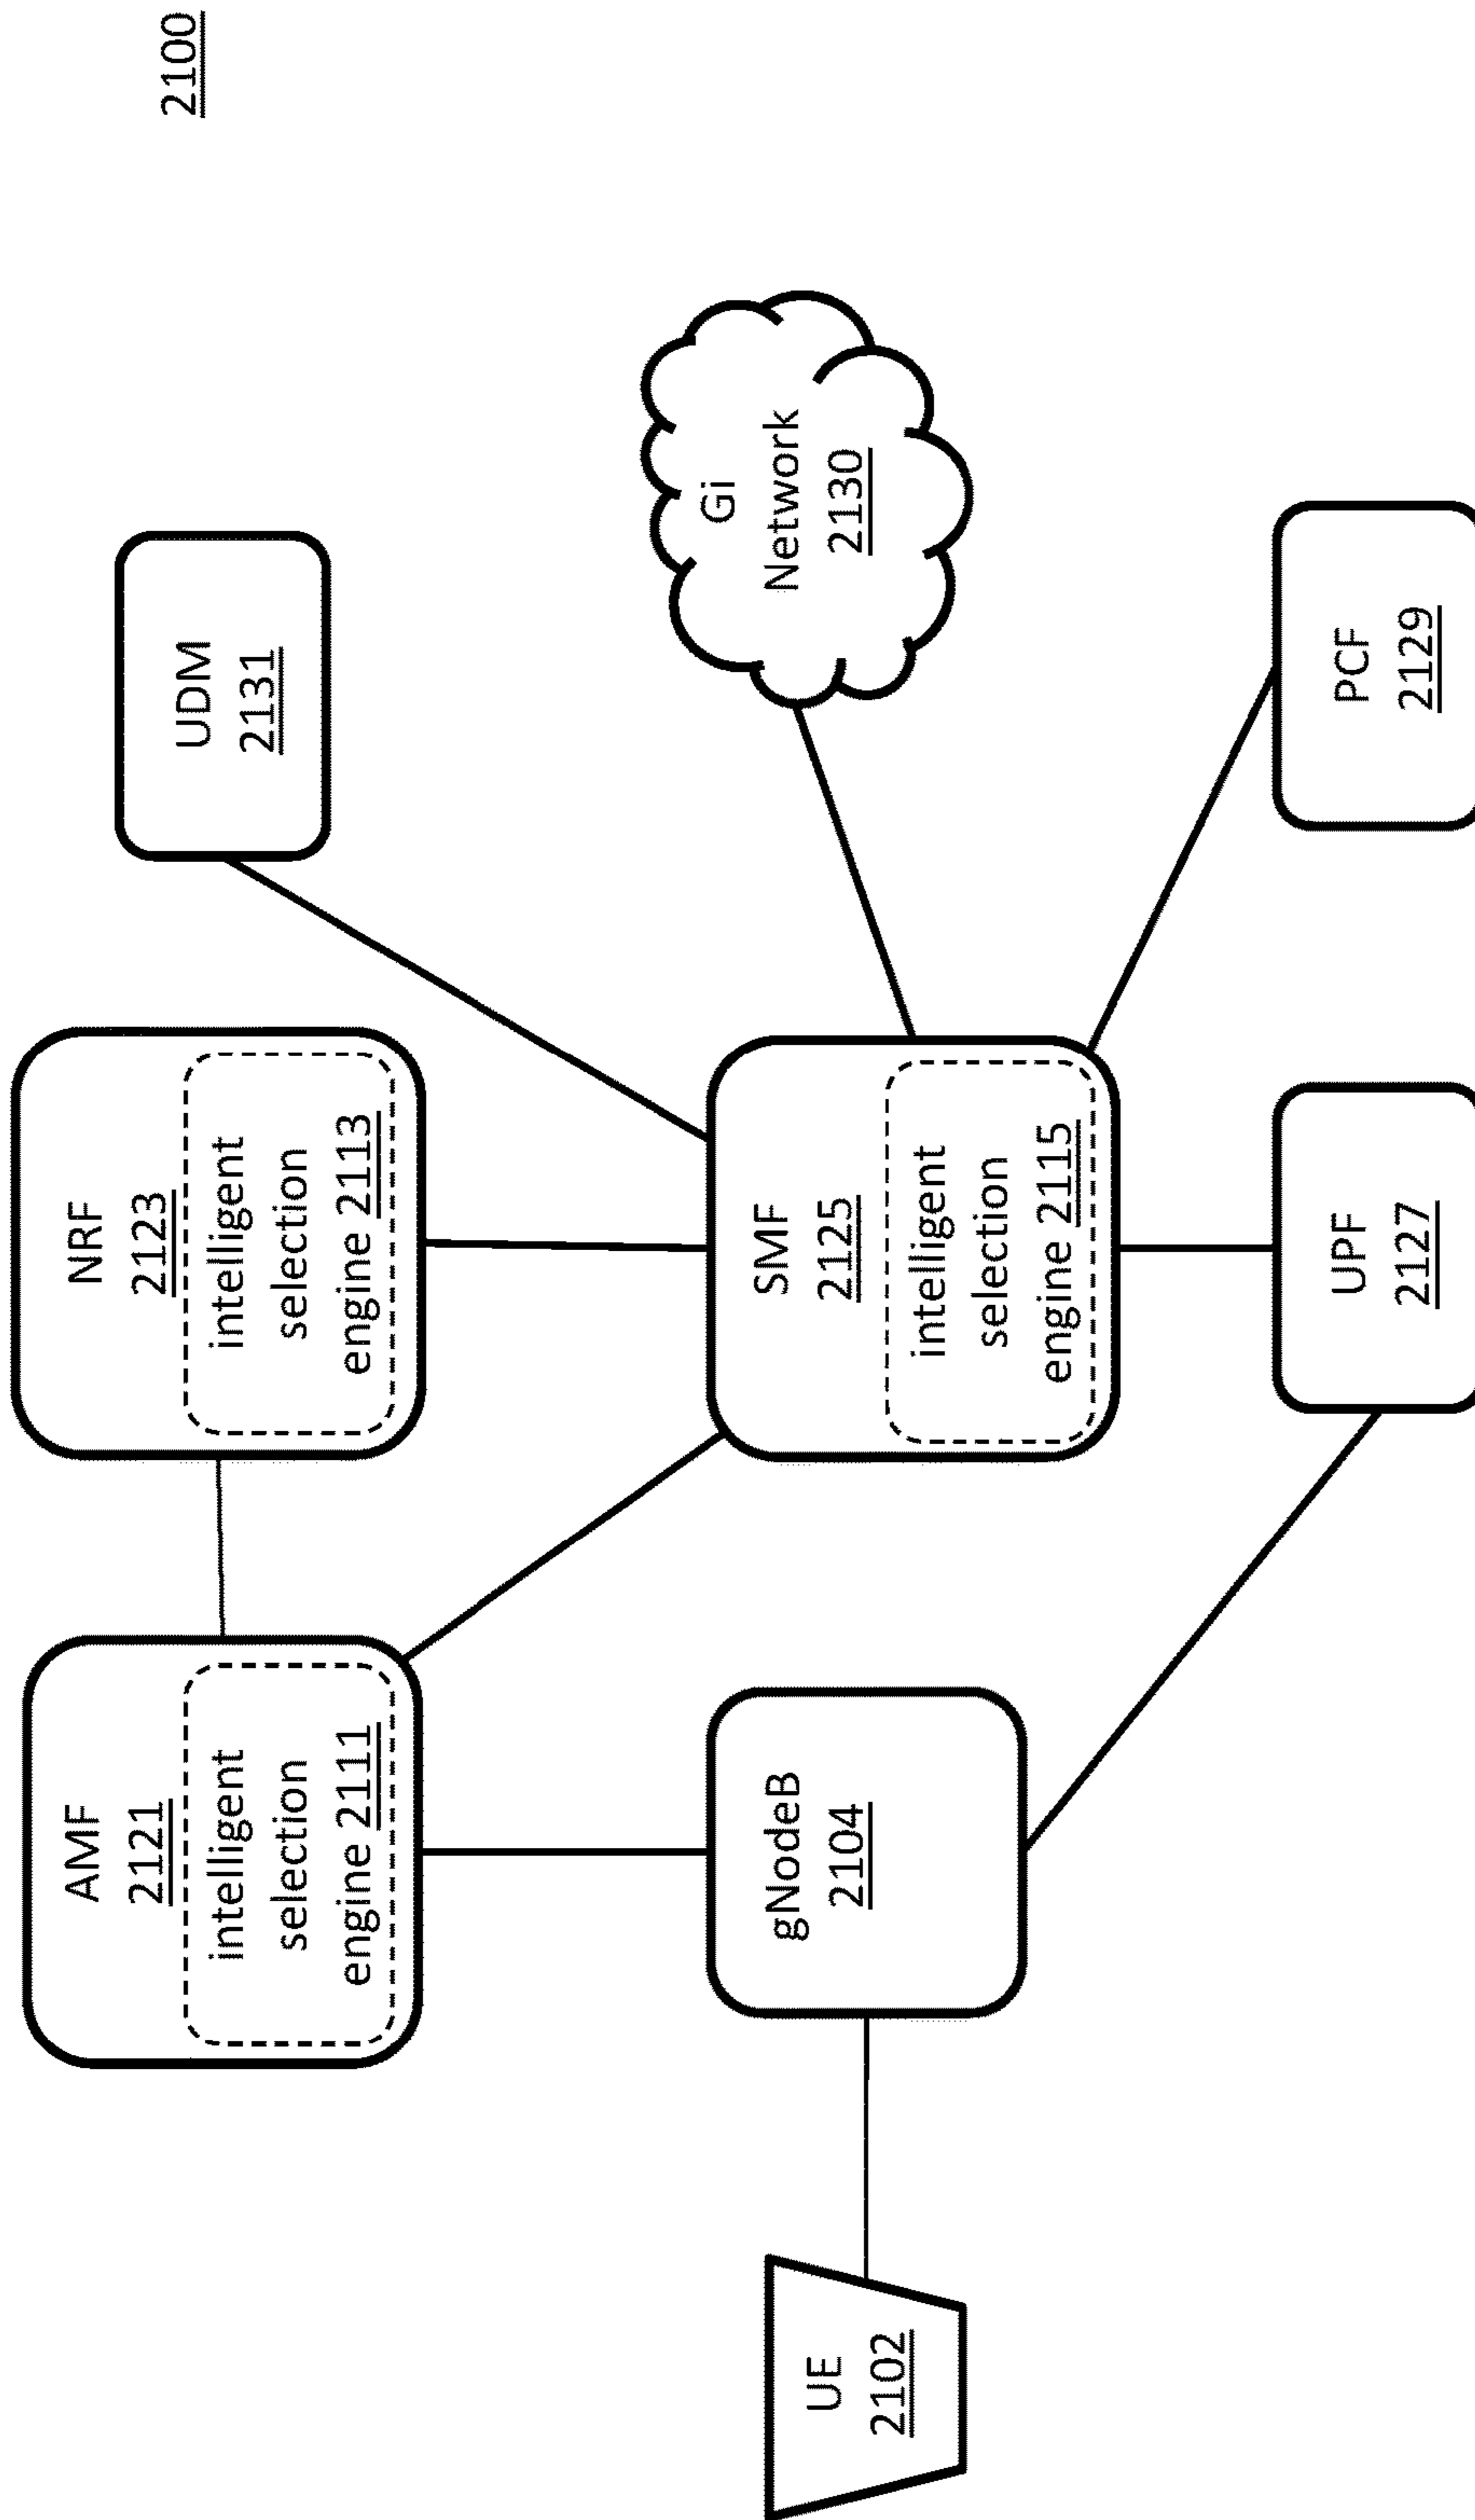 2100
AMF
2121
intelligent
selection
engine 2111
NRF
2123
intelligent
selection
engine 2113
UDM
2131
UE
2102
gNodeB
2104
SMF
2125
intelligent
selection
engine 2115
Gi
Network
2130
UPF
2127
PCF
2129